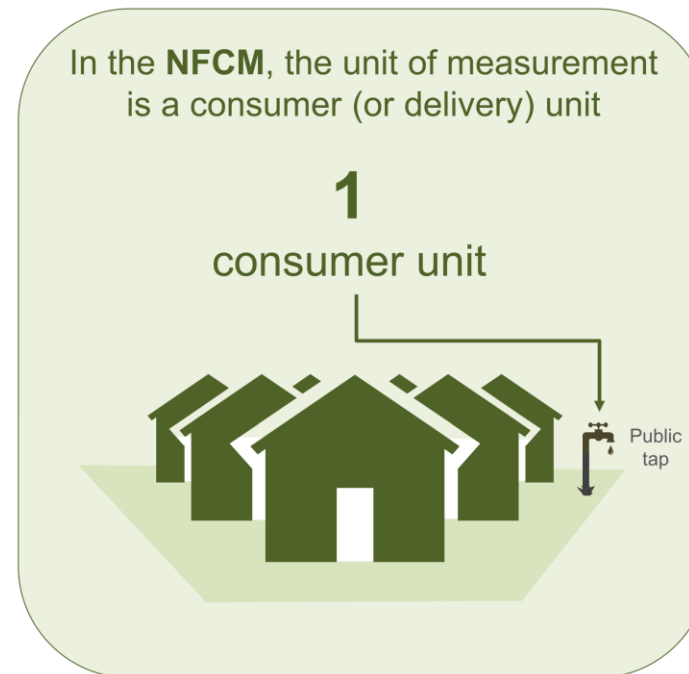 In the NFCM, the unit of measurement
is a consumer (or delivery) unit
1
consumer unit
Public
tap